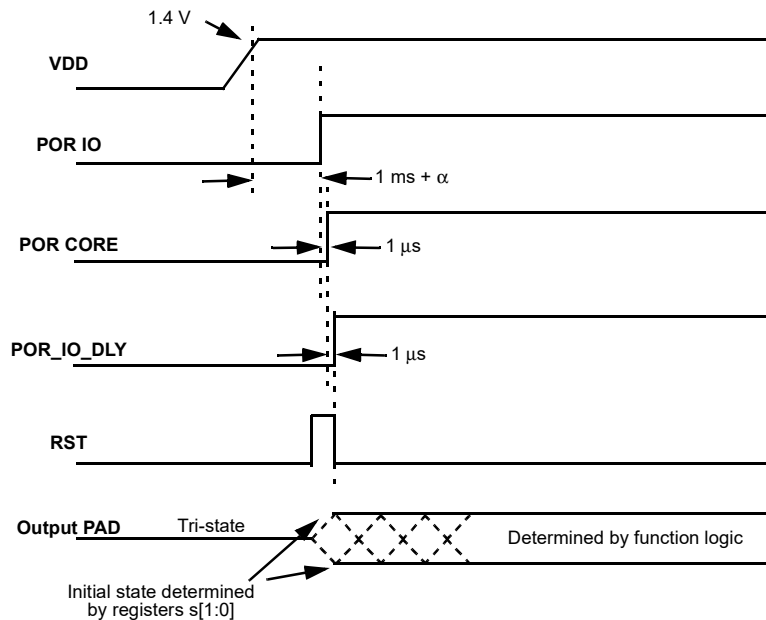 1.4 V
VDD
POR IO
1 ms + α
POR CORE
1 μs
POR_IO_DLY
1 μs
RST
Output PAD
Tri-state
Determined by function logic
Initial state determined
by registers s[1:0]